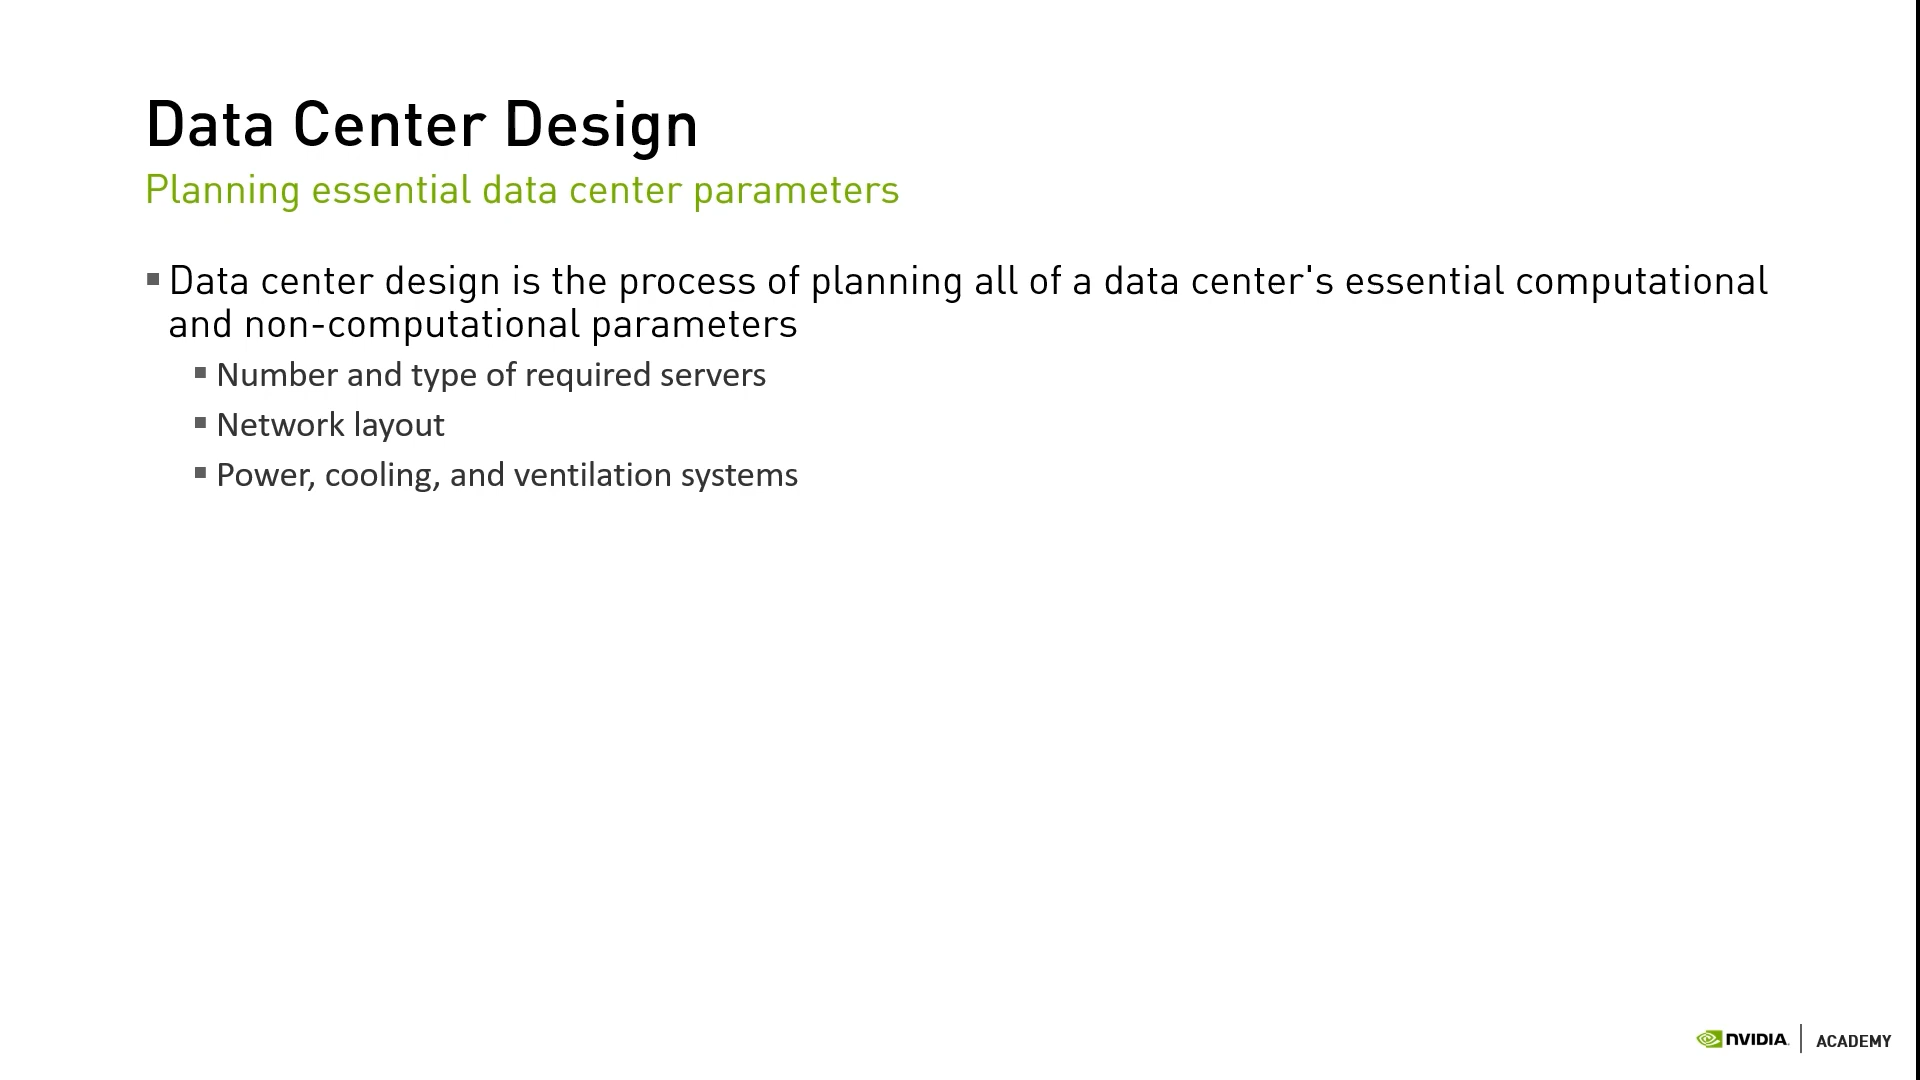 Data Center Design
Planning essential data center parameters
▪ Data center design is the process of planning all of a data center's essential computational
and non-computational parameters
▪ Number and type of required servers
▪ Network layout
▪ Power, cooling, and ventilation systems
NVIDIA. | ACADEMY